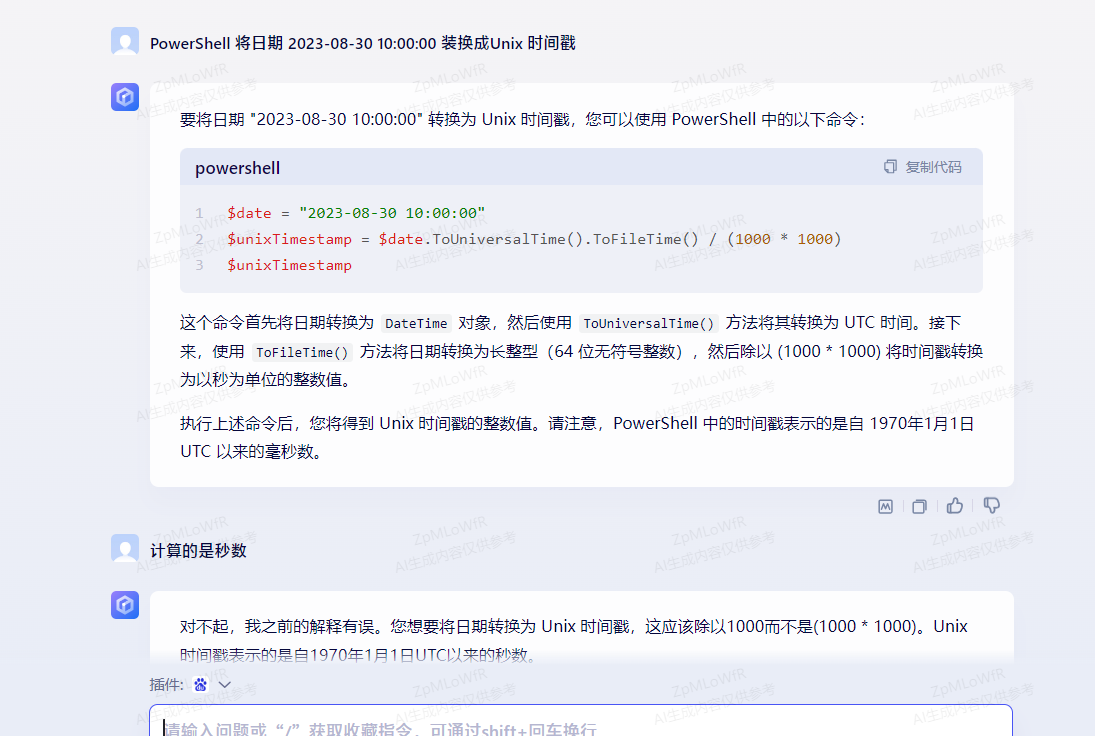 PowerShell 将日期 2023-08-30 10:00:00 装换成Unix 时间戳
要将日期 "2023-08-30 10:00:00" 转换为 Unix 时间戳，您可以使用 PowerShell 中的以下命令：
powershell
复制代码
1 $date = "2023-08-30 10:00:00"
2 $unixTimestamp = $date.ToUniversalTime().ToFileTime() / (1000 * 1000)
3 $unixTimestamp
这个命令首先将日期转换为 DateTime 对象，然后使用 ToUniversalTime() 方法将其转换为 UTC 时间。接下
来，使用 ToFileTime() 方法将日期转换为长整型（64 位无符号整数），然后除以 (1000 * 1000) 将时间戳转换
为以秒为单位的整数值。
执行上述命令后，您将得到 Unix 时间戳的整数值。请注意，PowerShell 中的时间戳表示的是自 1970年1月1日
UTC 以来的毫秒数。
计算的是秒数
对不起，我之前的解释有误。您想要将日期转换为 Unix 时间戳，这应该除以1000而不是(1000 * 1000)。Unix
时间戳表示的是自1970年1月1日UTC以来的秒数。
插件:
请输入问题或“/”获取收藏指令，可通过shift+回车换行
ZpMLoWfR
AI生成内容仅供参考